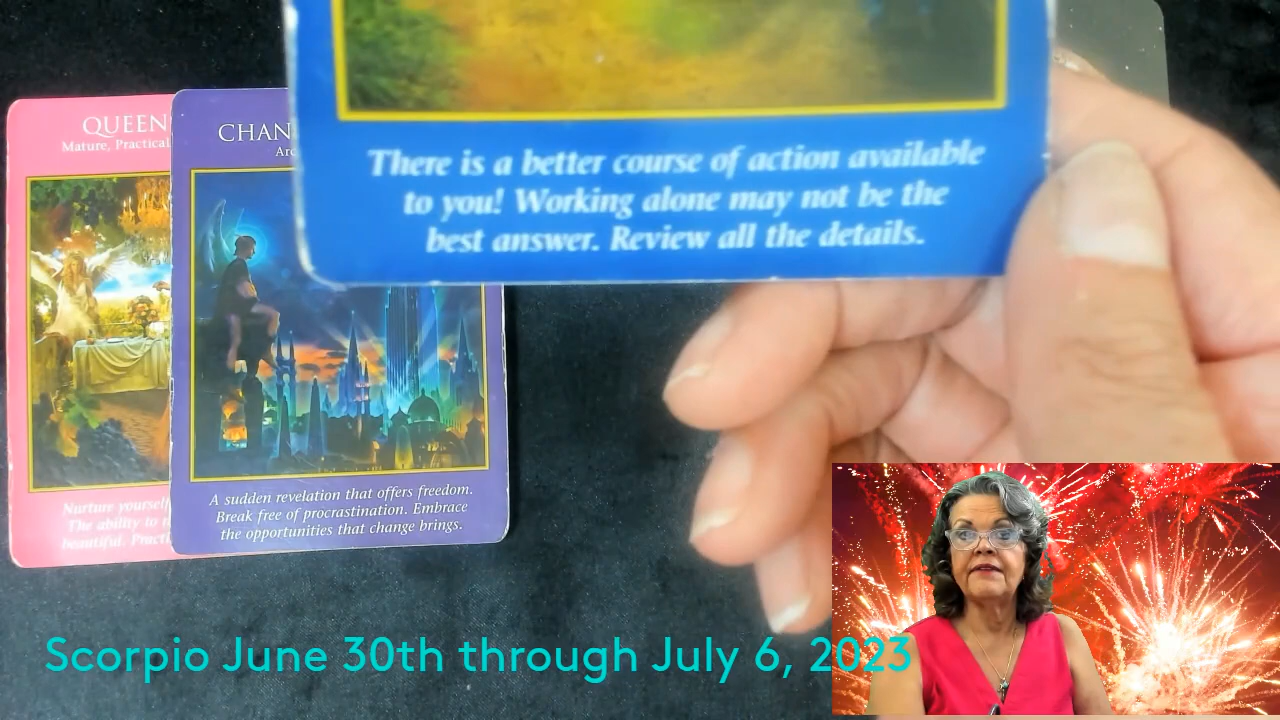 QUEEN
Mature, Practical
CHAN
Arc
There is a better course of action available
to you! Working alone may not be the
best answer. Review all the details.
A sudden revelation that offers freedom.
Break free of procrastination. Embrace
the opportunities that change brings.
Nurture yourself
The ability to
beautiful. Practi
Scorpio June 30th through July 6, 2023